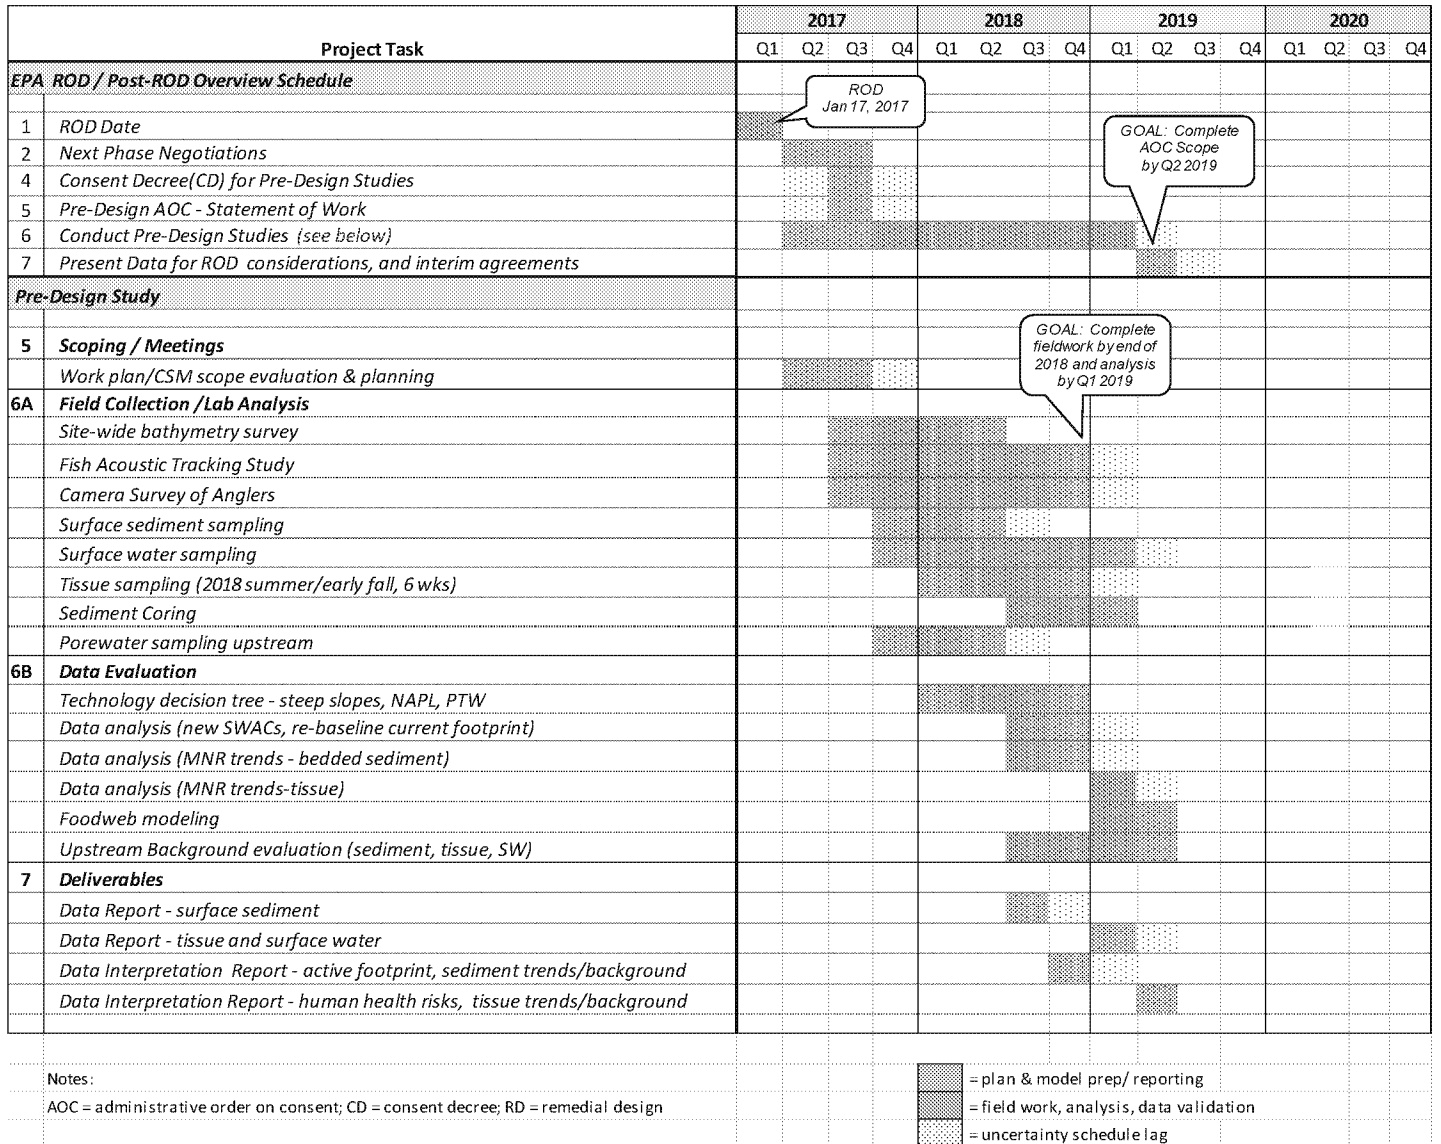 2017 2018 2019 2020
Project Task Q1 Q2 Q3 Q4 Q1 Q2 Q3 Q4 Q1 Q2 Q3 Q4 Q1 Q2 Q3 Q4
EPA ROD / Post-ROD Overview Schedule
ROD
Jan 17, 2017
1 ROD Date
GOAL: Complete
AOC Scope
by Q2 2019
2 Next Phase Negotiations
4 Consent Decree(CD) for Pre-Design Studies
5 Pre-Design AOC - Statement of Work
6 Conduct Pre-Design Studies (see below)
7 Present Data for ROD considerations, and interim agreements
Pre-Design Study
GOAL: Complete
fieldwork by end of
2018 and analysis
by Q1 2019
5 Scoping / Meetings
Work plan/CSM scope evaluation & planning
6A Field Collection /Lab Analysis
Site-wide bathymetry survey
Fish Acoustic Tracking Study
Camera Survey of Anglers
Surface sediment sampling
Surface water sampling
Tissue sampling (2018 summer/early fall, 6 wks)
Sediment Coring
Porewater sampling upstream
6B Data Evaluation
Technology decision tree - steep slopes, NAPL, PTW
Data analysis (new SWACs, re-baseline current footprint)
Data analysis (MNR trends - bedded sediment)
Data analysis (MNR trends-tissue)
Foodweb modeling
Upstream Background evaluation (sediment, tissue, SW)
7 Deliverables
Data Report - surface sediment
Data Report - tissue and surface water
Data Interpretation Report - active footprint, sediment trends/background
Data Interpretation Report - human health risks, tissue trends/background
Notes:
AOC = administrative order on consent; CD = consent decree; RD = remedial design
= plan & model prep/ reporting
= field work, analysis, data validation
= uncertainty schedule lag